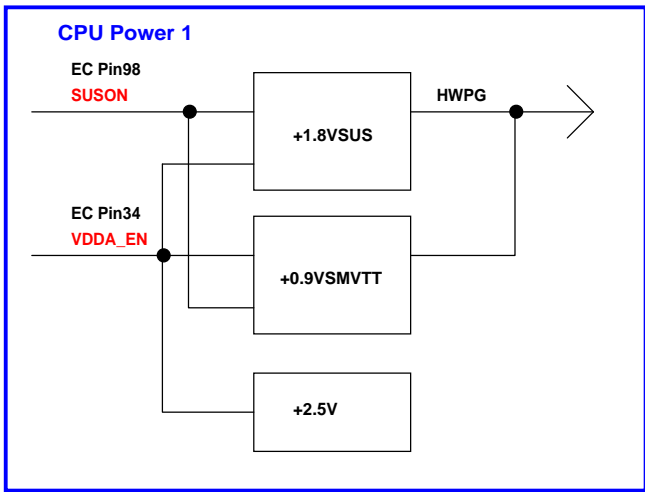 CPU Power 1
EC Pin98
SUSON
HWPG
+1.8VSUS
EC Pin34
VDDA_EN
+0.9VSMVTT
+2.5V